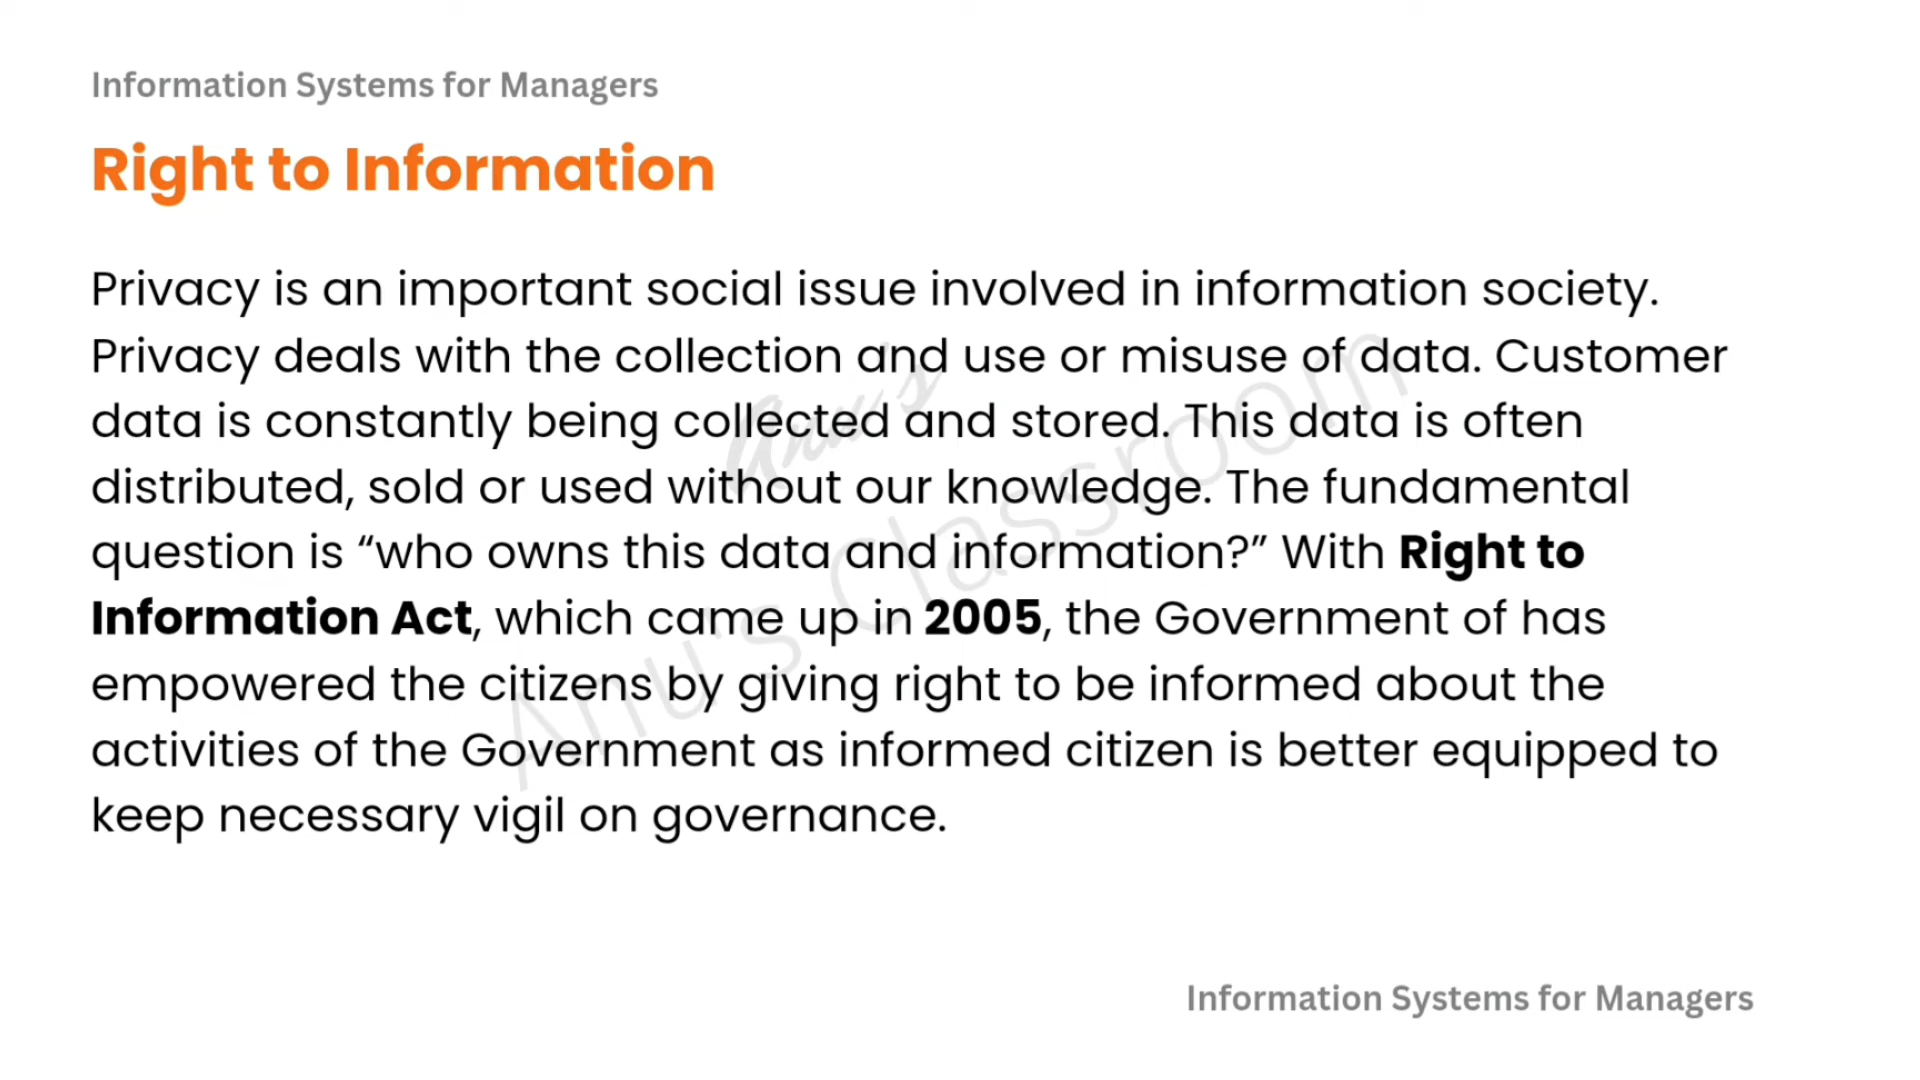 Information Systems for Managers
Right to Information
Privacy is an important social issue involved in information society.
Privacy deals with the collection and use or misuse of data. Customer
data is constantly being collected and stored. This data is often
distributed, sold or used without our knowledge. The fundamental
question is “who owns this data and information?” With Right to
Information Act, which came up in 2005, the Government of has
empowered the citizens by giving right to be informed about the
activities of the Government as informed citizen is better equipped to
keep necessary vigil on governance.
Anu's
Anu's Classroom
Information Systems for Managers